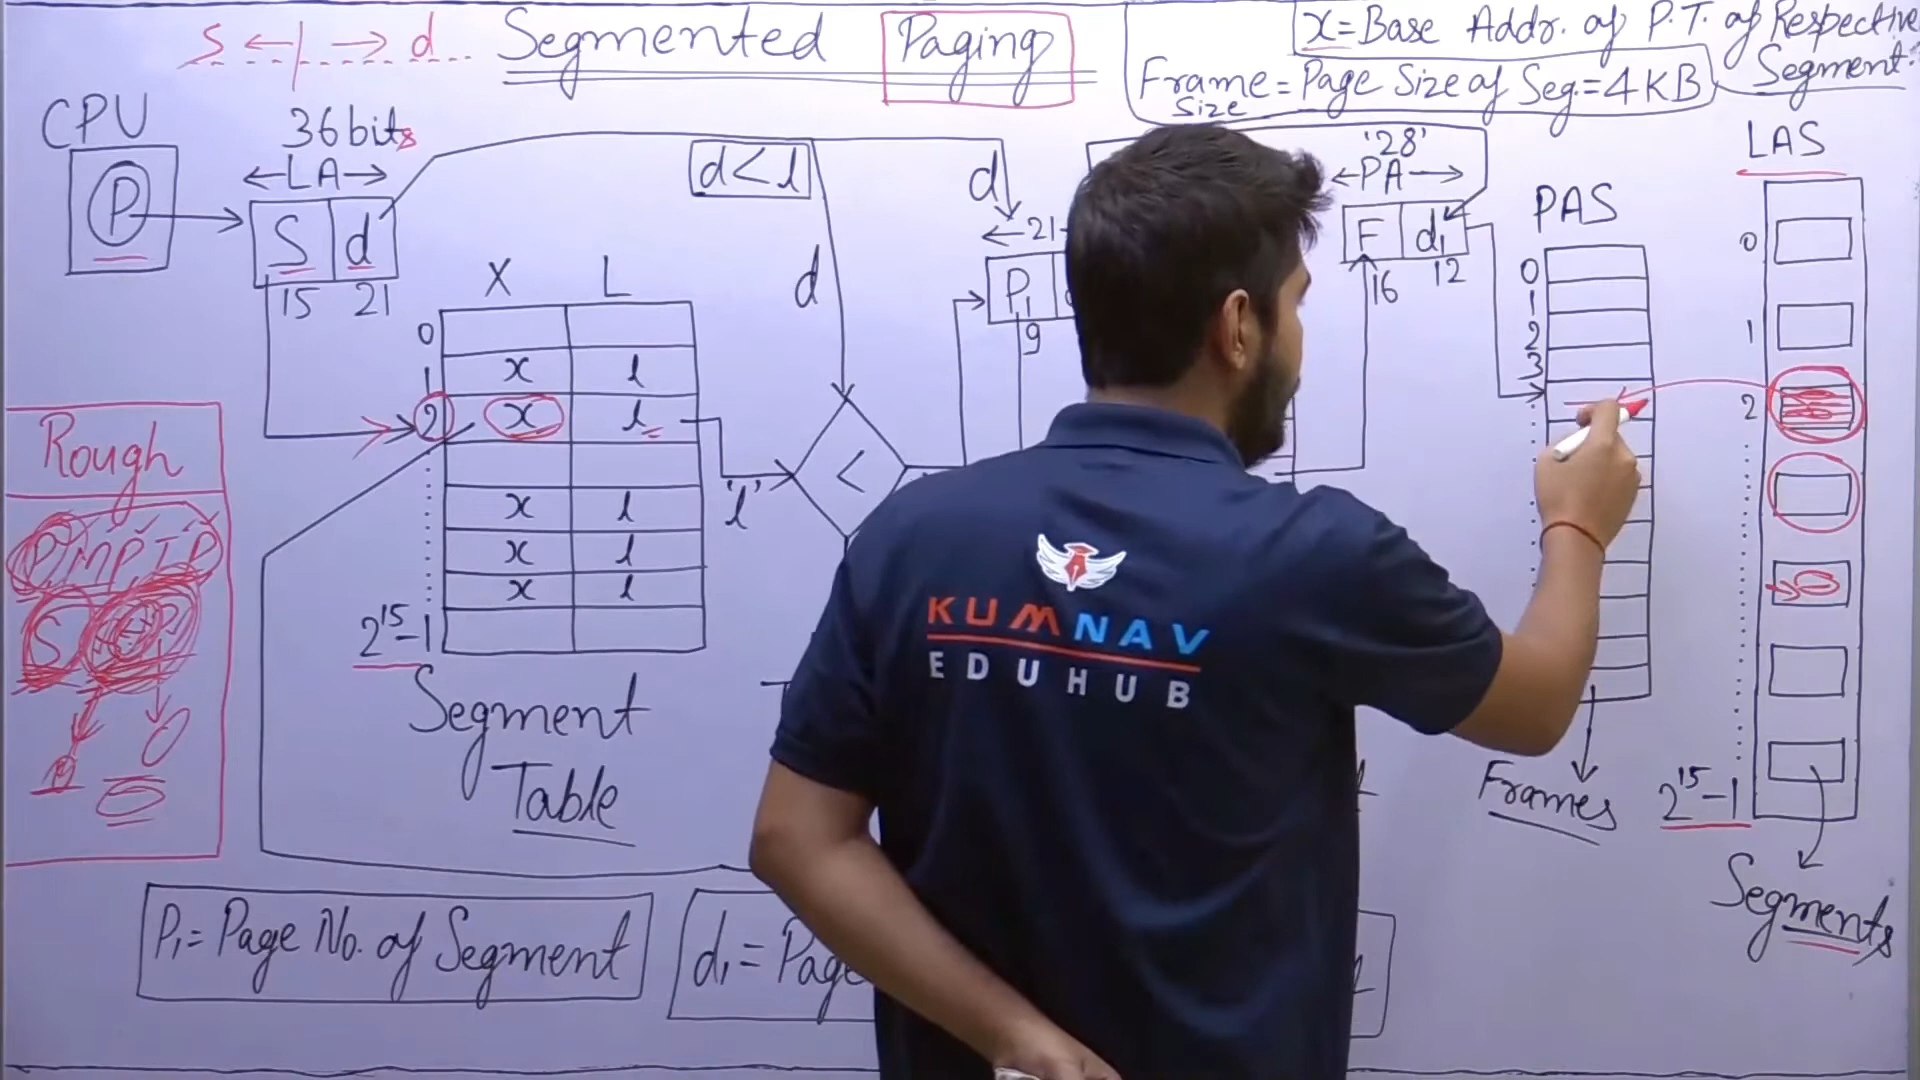 S ← | → d... Segmented Paging
x = Base Addr. of P.T. of Respective Segment.
Frame Size = Page Size of Seg. = 4KB
CPU
P
36 bits
← LA →
S d
15 21
d < l
d
d
← 21
P1
9
'28'
← PA →
F d1
16 12
PAS
0
1
2
3
Frames
LAS
0
1
2
2^15-1
Segments
X L
0
1 x l
2 x l
x l
x l
x l
2^15-1
Segment Table
'l'
<
Rough
P M P T P
S
P1 = Page No. of Segment
d1 = Page
KUMNAV
EDUHUB